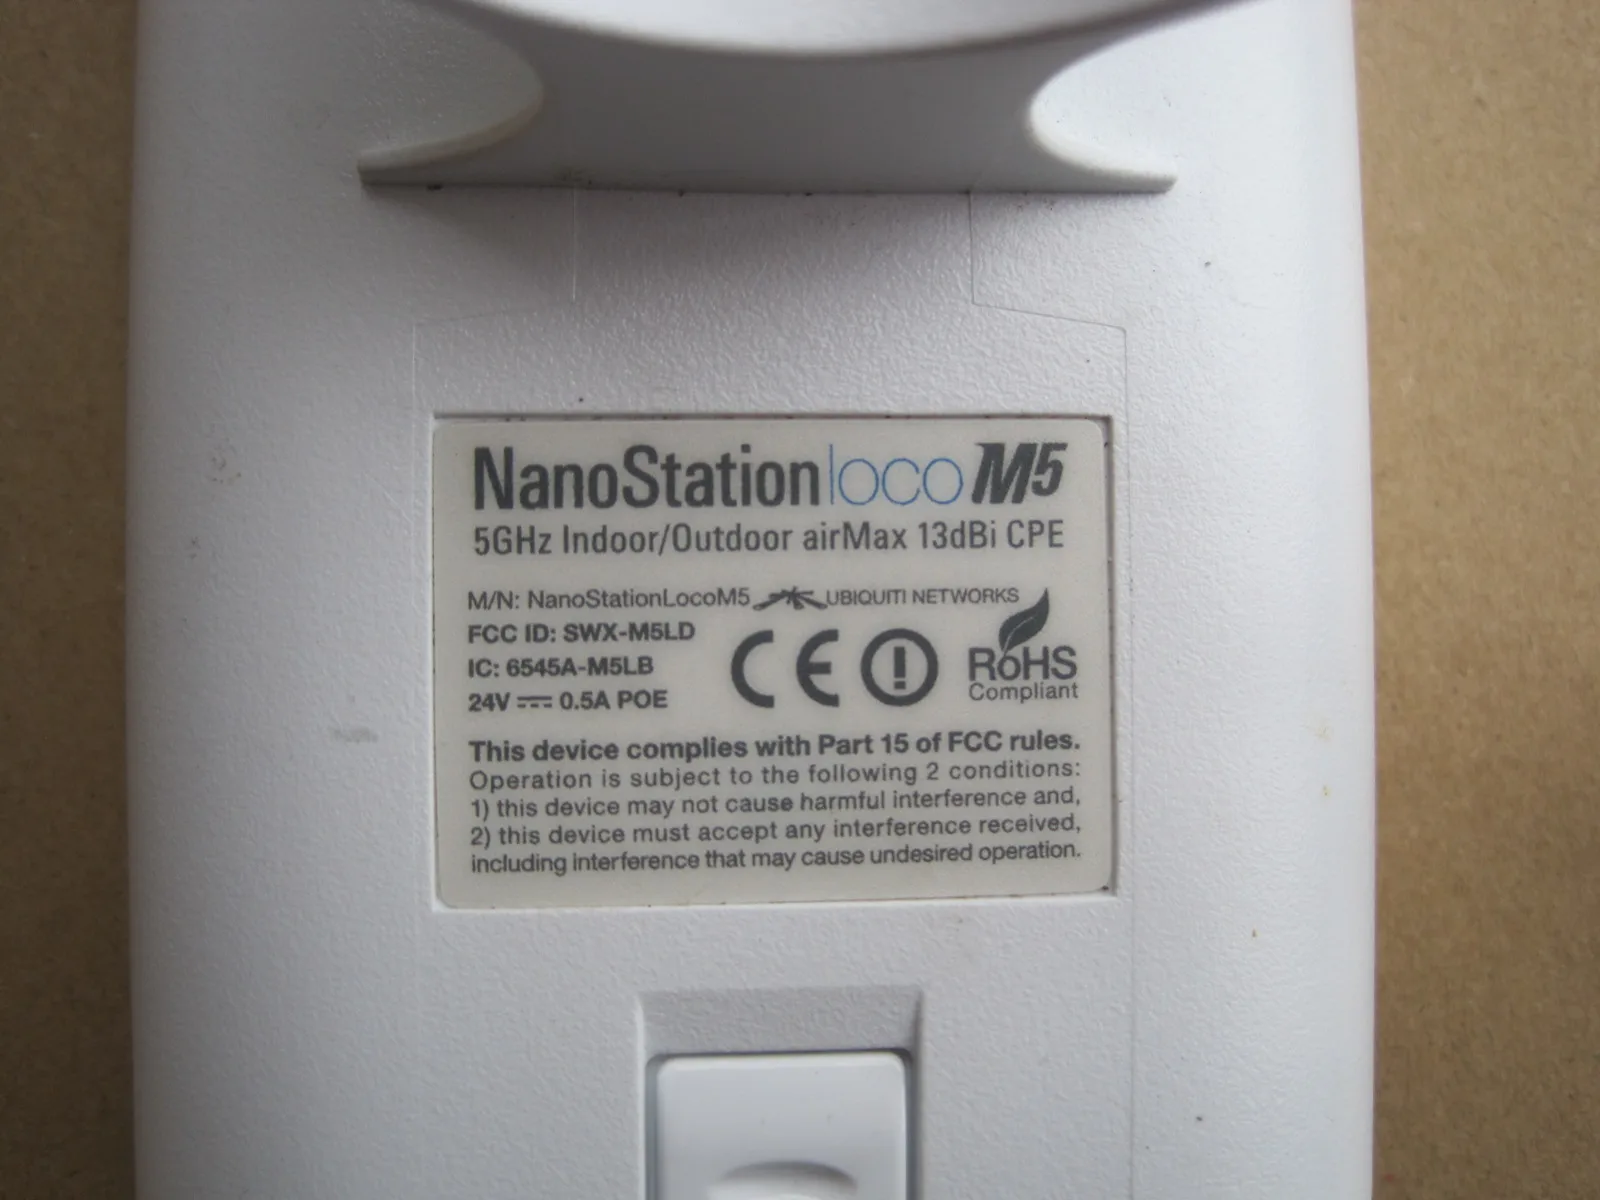 NanoStation loco M5
5GHz Indoor/Outdoor airMax 13dBi CPE
M/N: NanoStationLocoM5 UBIQUITI NETWORKS
FCC ID: SWX-M5LD
IC: 6545A-M5LB
24V 0.5A POE
CE
RoHS
Compliant
This device complies with Part 15 of FCC rules.
Operation is subject to the following 2 conditions:
1) this device may not cause harmful interference and,
2) this device must accept any interference received,
including interference that may cause undesired operation.